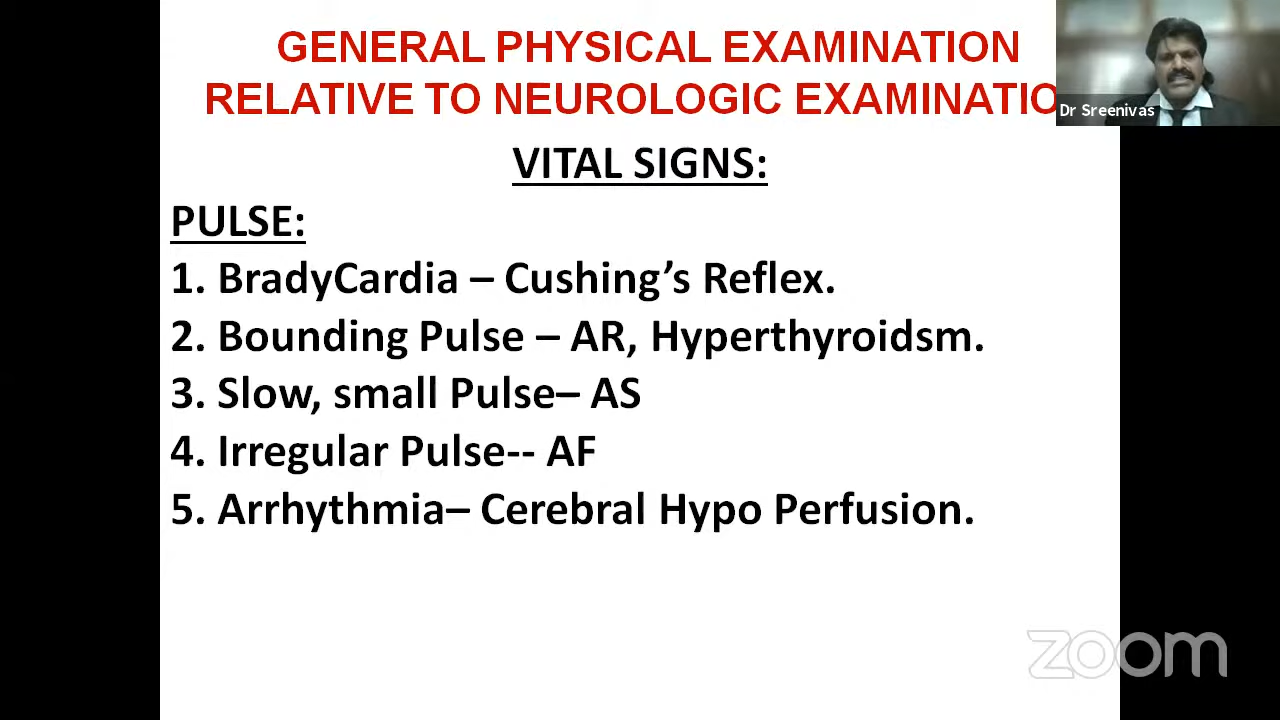 GENERAL PHYSICAL EXAMINATION
RELATIVE TO NEUROLOGIC EXAMINATIO
Dr Sreenivas
VITAL SIGNS:
PULSE:
1. BradyCardia – Cushing’s Reflex.
2. Bounding Pulse – AR, Hyperthyroidsm.
3. Slow, small Pulse– AS
4. Irregular Pulse-- AF
5. Arrhythmia– Cerebral Hypo Perfusion.
zoom